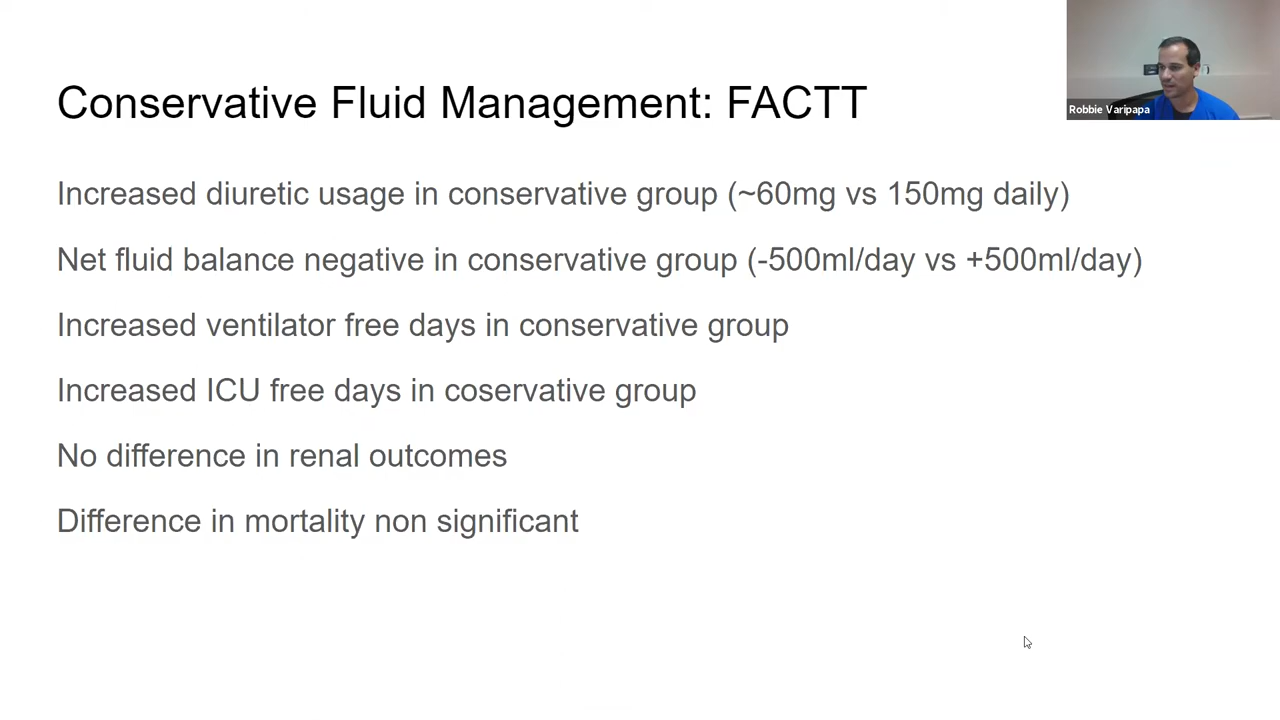 Conservative Fluid Management: FACTT
Robbie Varipapa
Increased diuretic usage in conservative group (~60mg vs 150mg daily)
Net fluid balance negative in conservative group (-500ml/day vs +500ml/day)
Increased ventilator free days in conservative group
Increased ICU free days in coservative group
No difference in renal outcomes
Difference in mortality non significant